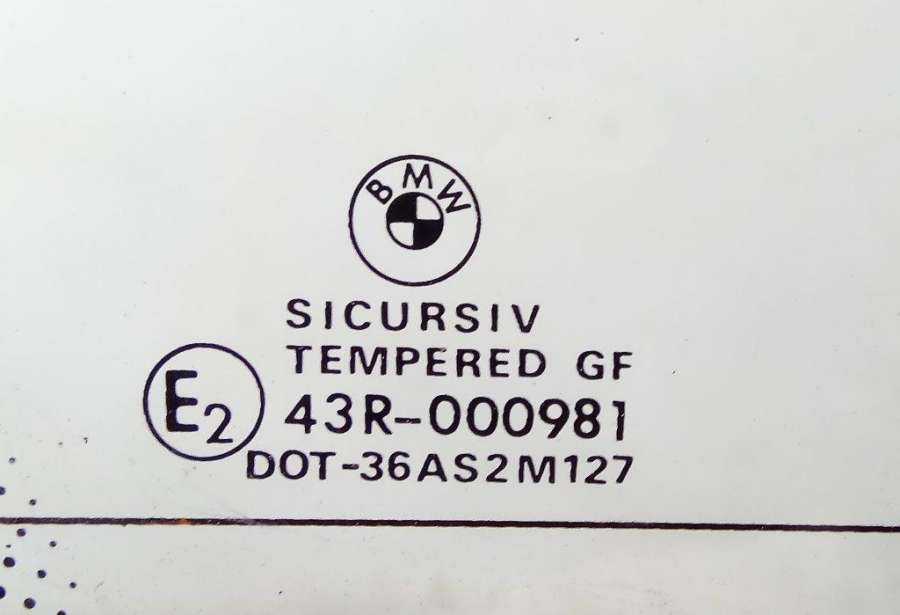 BMW
SICURSIV
TEMPERED GF
E2 43R-000981
DOT-36AS2M127